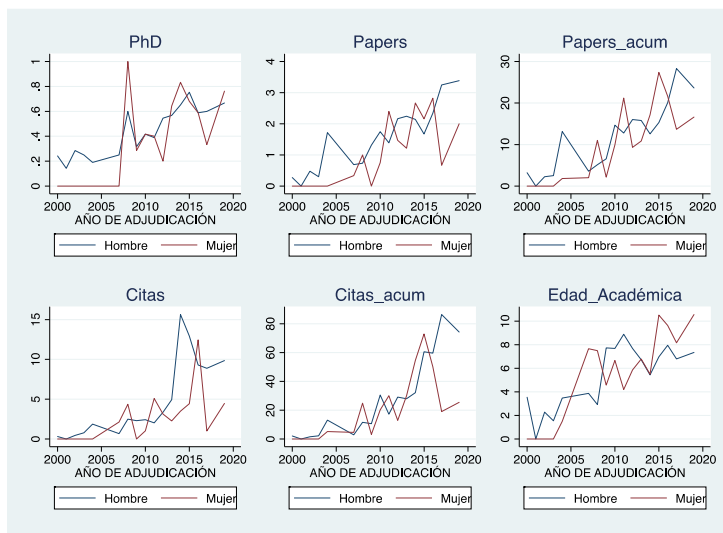 PhD
1
.8
.6
.4
.2
0
2000 2005 2010 2015 2020
AÑO DE ADJUDICACIÓN
Hombre Mujer
Papers
4
3
2
1
0
2000 2005 2010 2015 2020
AÑO DE ADJUDICACIÓN
Hombre Mujer
Papers_acum
30
20
10
0
2000 2005 2010 2015 2020
AÑO DE ADJUDICACIÓN
Hombre Mujer
Citas
15
10
5
0
2000 2005 2010 2015 2020
AÑO DE ADJUDICACIÓN
Hombre Mujer
Citas_acum
80
60
40
20
0
2000 2005 2010 2015 2020
AÑO DE ADJUDICACIÓN
Hombre Mujer
Edad_Académica
10
8
6
4
2
0
2000 2005 2010 2015 2020
AÑO DE ADJUDICACIÓN
Hombre Mujer